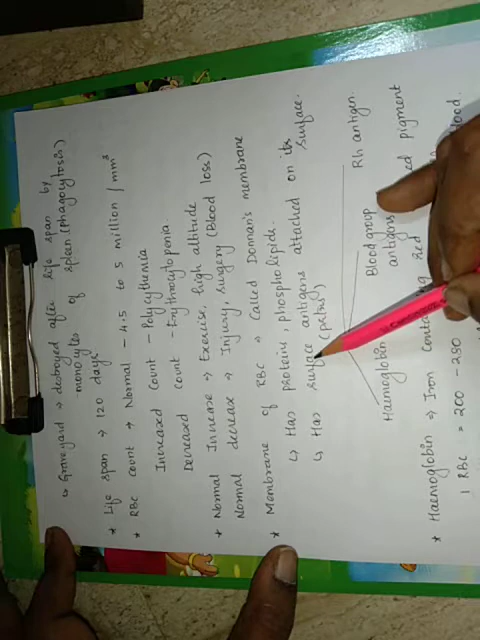 ↳ Graveyard → destroyed after life span by
monocytes of spleen (Phagocytosis)
* Life span → 120 days
* RBC count → Normal - 4.5 to 5 million / mm³
Increased count - Polycythemia
Decreased count - Erythrocytopenia.
* Normal Increase → Exercise, high altitude
Normal decrease → Injury, surgery (Blood loss)
* Membrane of RBC → Called Donnan's membrane
↳ Has proteins, phospholipids.
↳ Has surface antigens attached on its surface.
Haemoglobin
Blood group
antigens
Rh antigen.
* Haemoglobin → Iron red pigment
blood.
1 RBC = 200 - 280